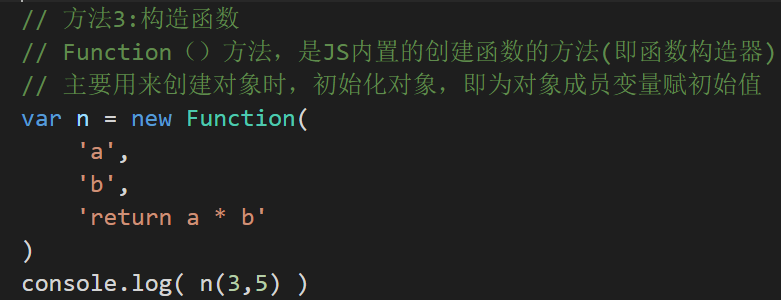 // 方法3:构造函数
// Function（）方法，是JS内置的创建函数的方法(即函数构造器)
// 主要用来创建对象时，初始化对象，即为对象成员变量赋初始值
var n = new Function(
    'a',
    'b',
    'return a * b'
)
console.log( n(3,5) )